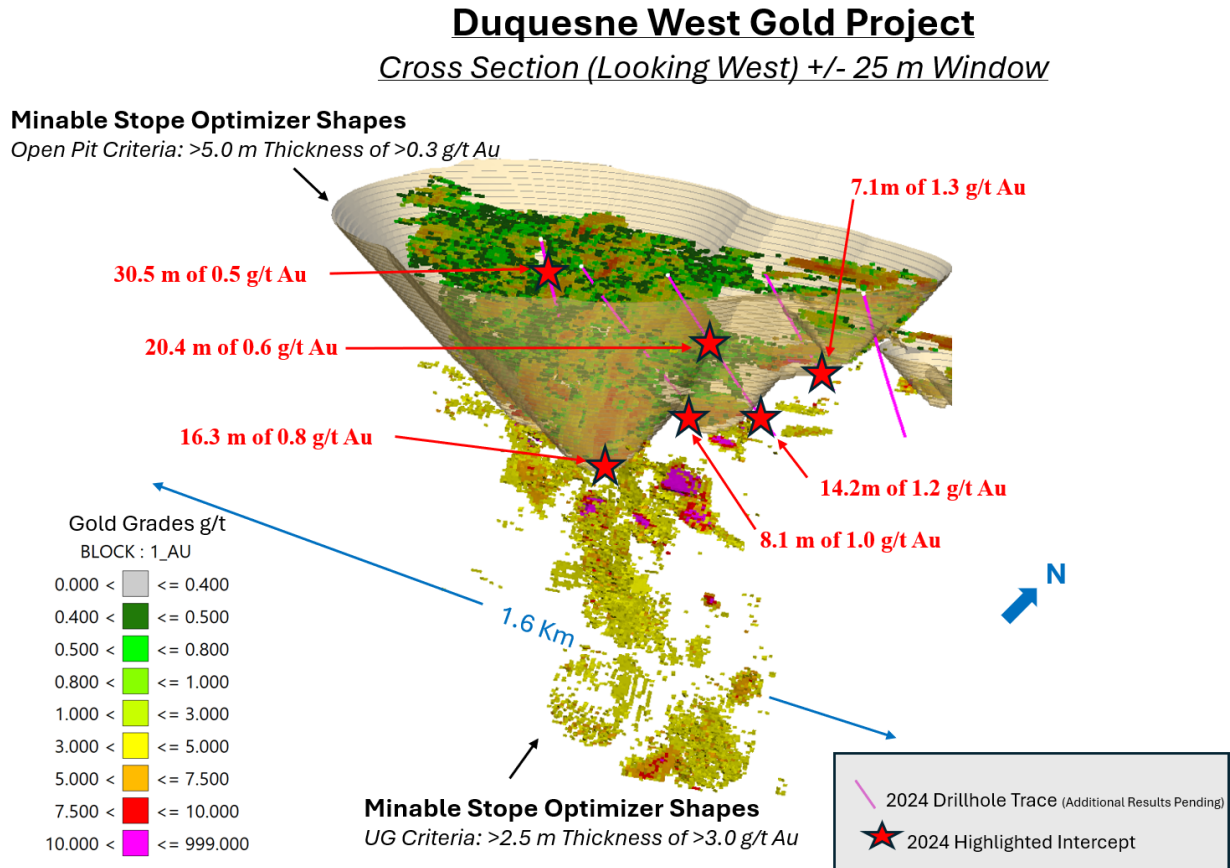 Duquesne West Gold Project
Cross Section (Looking West) +/- 25 m Window
Minable Stope Optimizer Shapes
Open Pit Criteria: >5.0 m Thickness of >0.3 g/t Au
7.1m of 1.3 g/t Au
30.5 m of 0.5 g/t Au
20.4 m of 0.6 g/t Au
16.3 m of 0.8 g/t Au
14.2m of 1.2 g/t Au
8.1 m of 1.0 g/t Au
N
1.6 Km
Gold Grades g/t
BLOCK : 1_AU
0.000 < <= 0.400
0.400 < <= 0.500
0.500 < <= 0.800
0.800 < <= 1.000
1.000 < <= 3.000
3.000 < <= 5.000
5.000 < <= 7.500
7.500 < <= 10.000
10.000 < <= 999.000
Minable Stope Optimizer Shapes
UG Criteria: >2.5 m Thickness of >3.0 g/t Au
2024 Drillhole Trace (Additional Results Pending)
2024 Highlighted Intercept